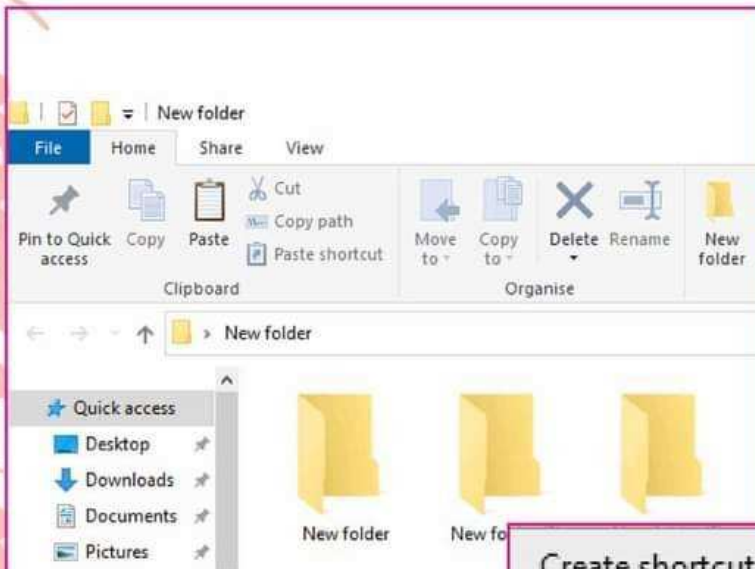 New folder
File Home Share View
Pin to Quick access
Copy
Paste
Cut
Copy path
Paste shortcut
Move to
Copy to
Delete
Rename
New folder
Clipboard
Organise
New folder
Quick access
Desktop
Downloads
Documents
Pictures
New folder
New
Create shortcut